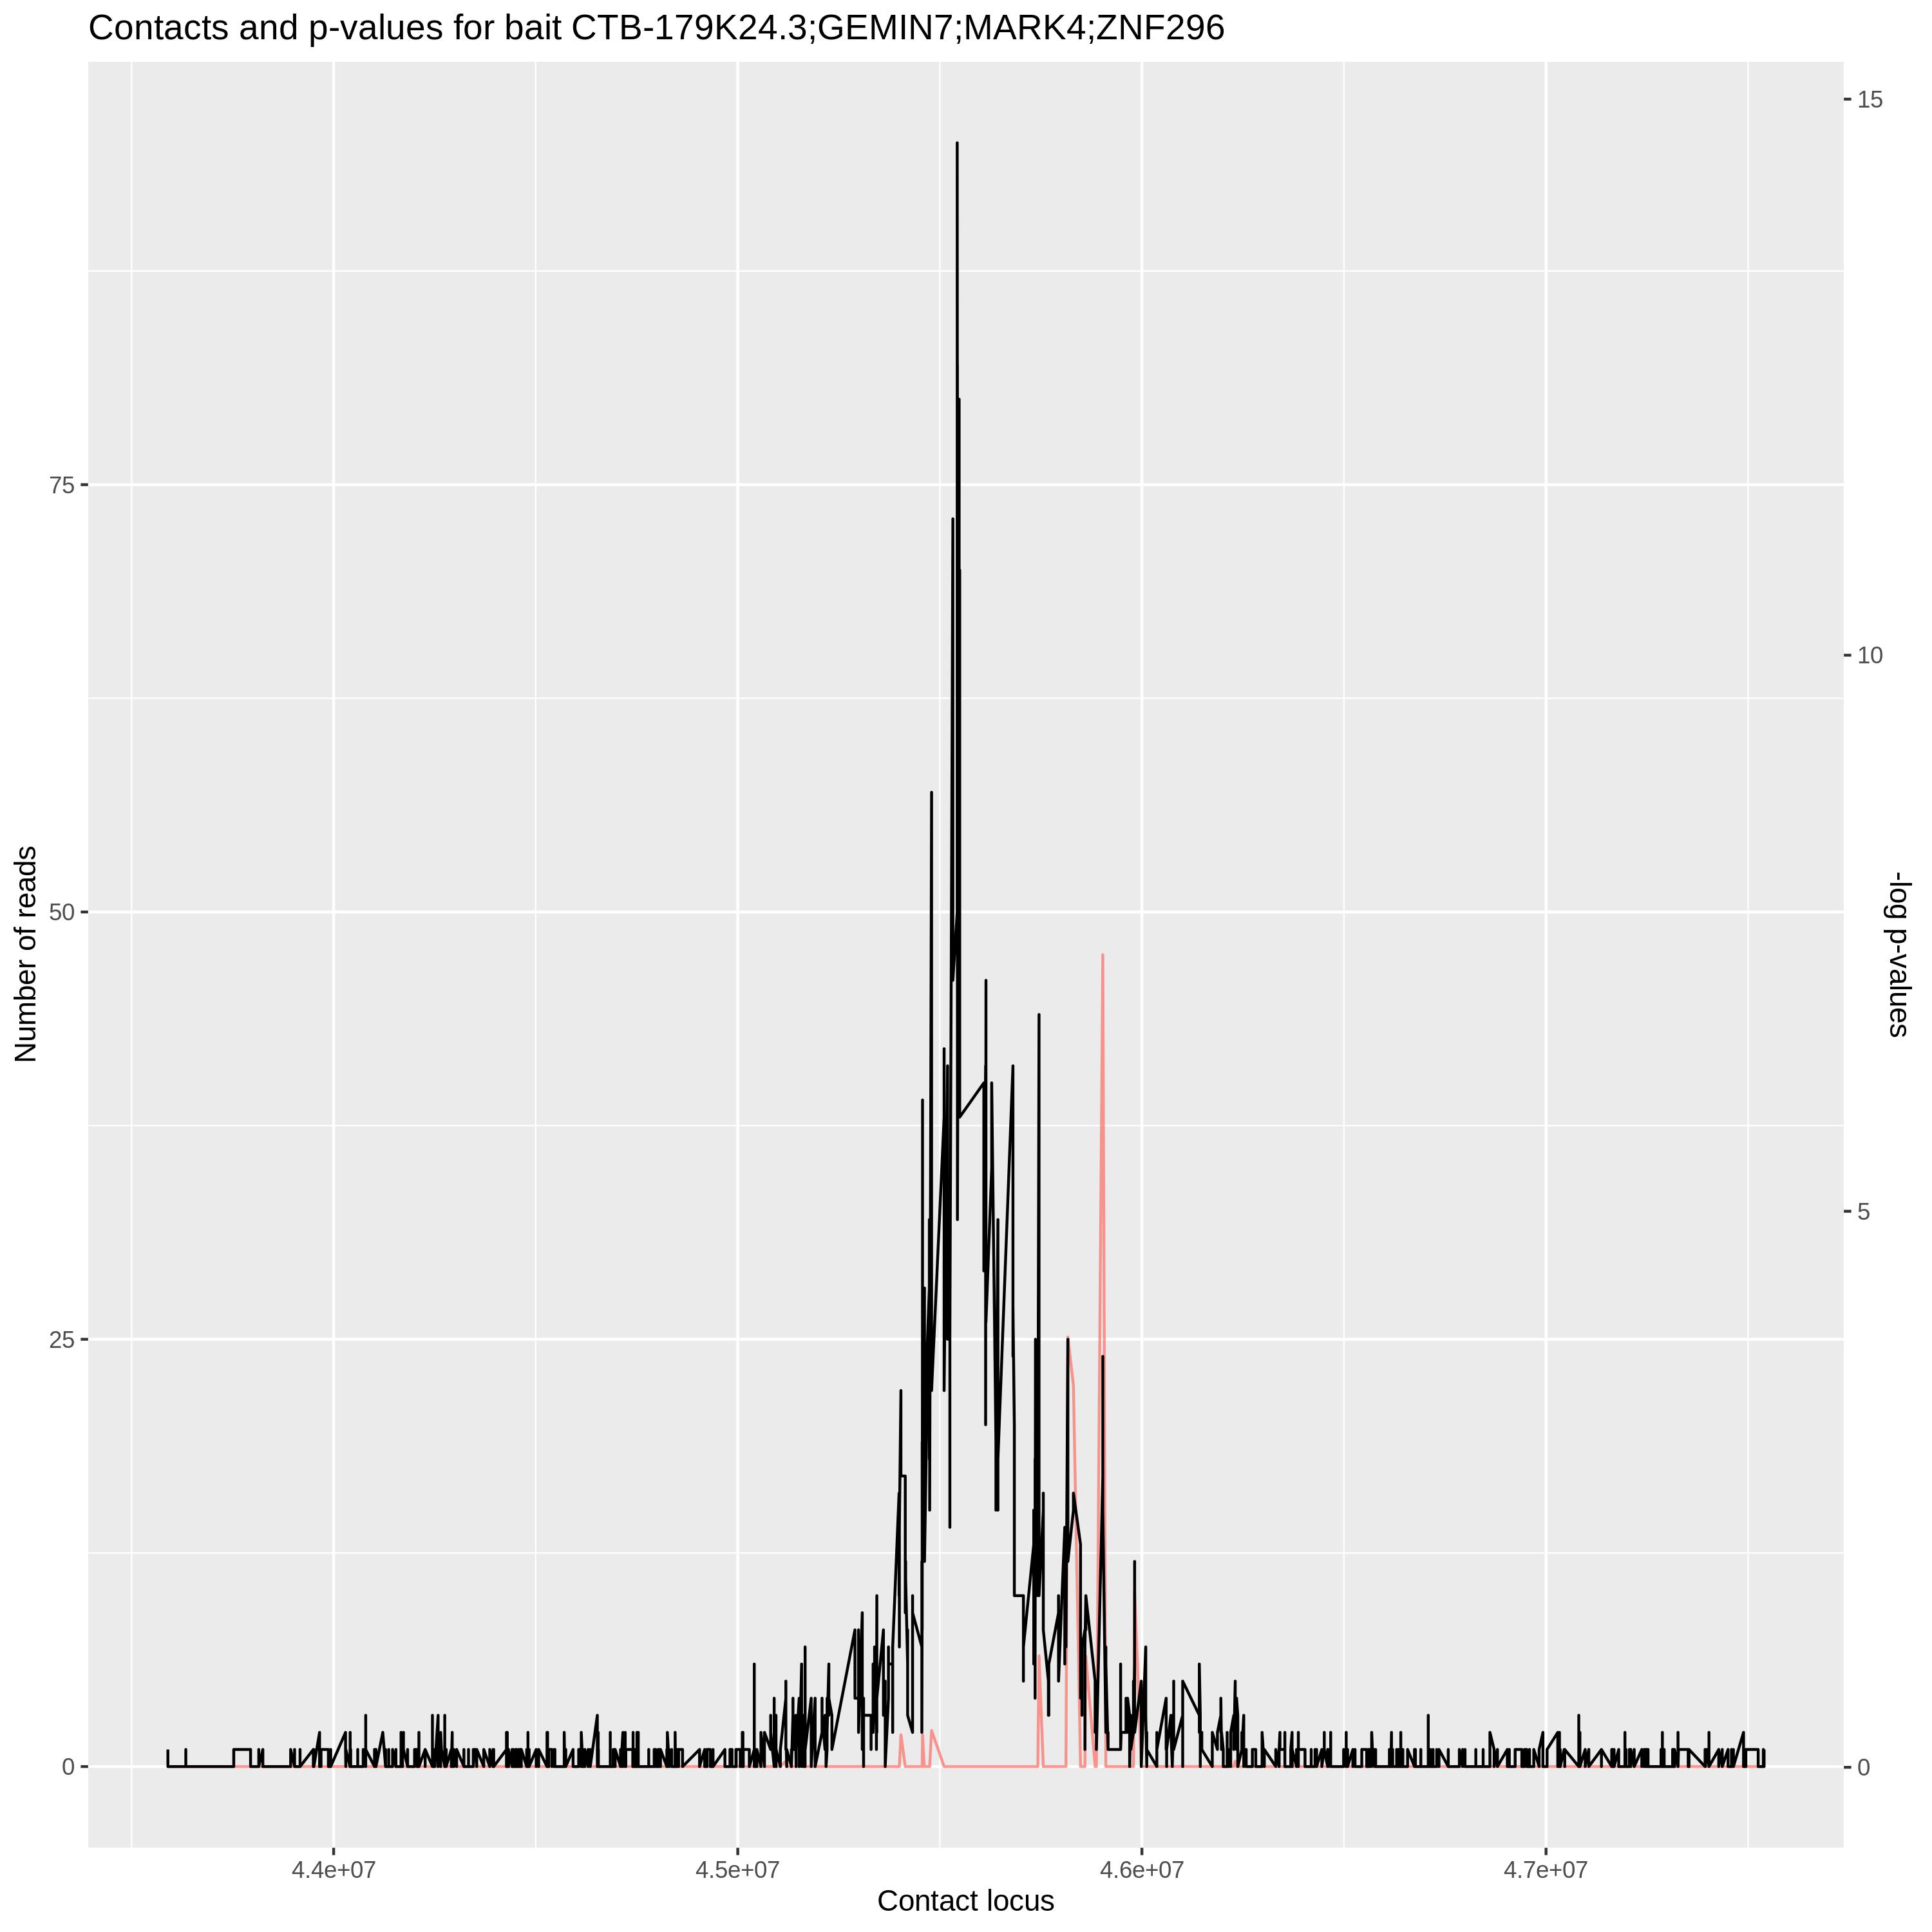 Contacts and p-values for bait CTB-179K24.3;GEMIN7;MARK4;ZNF296
15
75
10
Number of reads
50
-log p-values
5
25
0
0
4.4e+07
4.5e+07
4.6e+07
4.7e+07
Contact locus